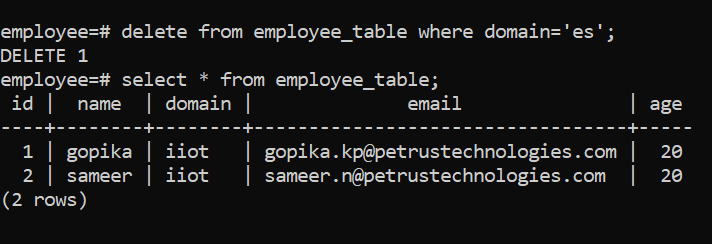 employee=# delete from employee_table where domain='es';
DELETE 1
employee=# select * from employee_table;
 id |  name  | domain |             email              | age
----+--------+--------+--------------------------------+-----
  1 | gopika | iiot   | gopika.kp@petrustechnologies.com |  20
  2 | sameer | iiot   | sameer.n@petrustechnologies.com  |  20
(2 rows)